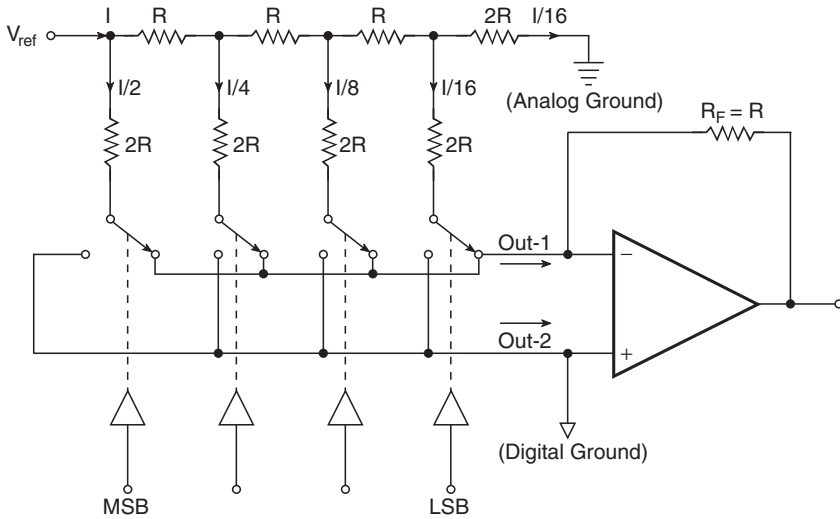 I R R R 2R I/16
V_ref
I/2 I/4 I/8 I/16
(Analog Ground)
R_F = R
2R 2R 2R 2R
Out-1
−
Out-2
+
(Digital Ground)
MSB LSB